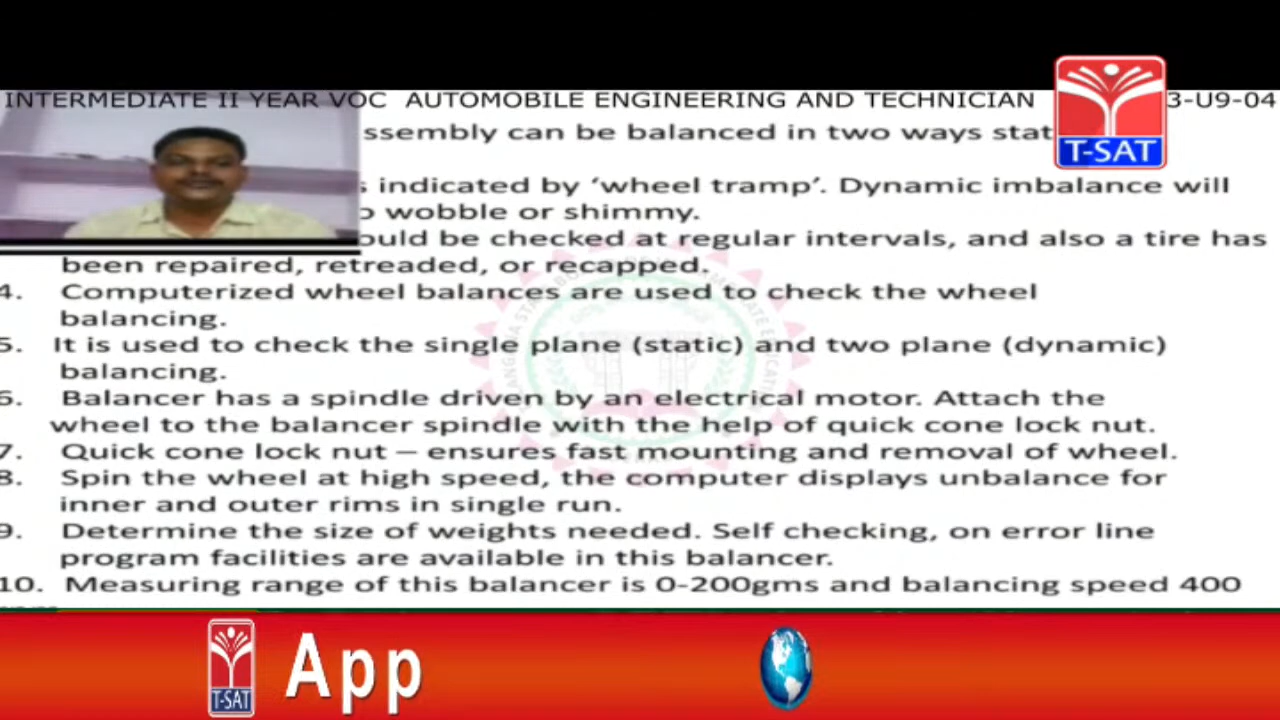 INTERMEDIATE II YEAR VOC AUTOMOBILE ENGINEERING AND TECHNICIAN 3-U9-04
T-SAT
ssembly can be balanced in two ways stat
s indicated by ‘wheel tramp’. Dynamic imbalance will
o wobble or shimmy.
ould be checked at regular intervals, and also a tire has
been repaired, retreaded, or recapped.
4. Computerized wheel balances are used to check the wheel
balancing.
5. It is used to check the single plane (static) and two plane (dynamic)
balancing.
6. Balancer has a spindle driven by an electrical motor. Attach the
wheel to the balancer spindle with the help of quick cone lock nut.
7. Quick cone lock nut – ensures fast mounting and removal of wheel.
8. Spin the wheel at high speed, the computer displays unbalance for
inner and outer rims in single run.
9. Determine the size of weights needed. Self checking, on error line
program facilities are available in this balancer.
10. Measuring range of this balancer is 0-200gms and balancing speed 400
T-SAT
App